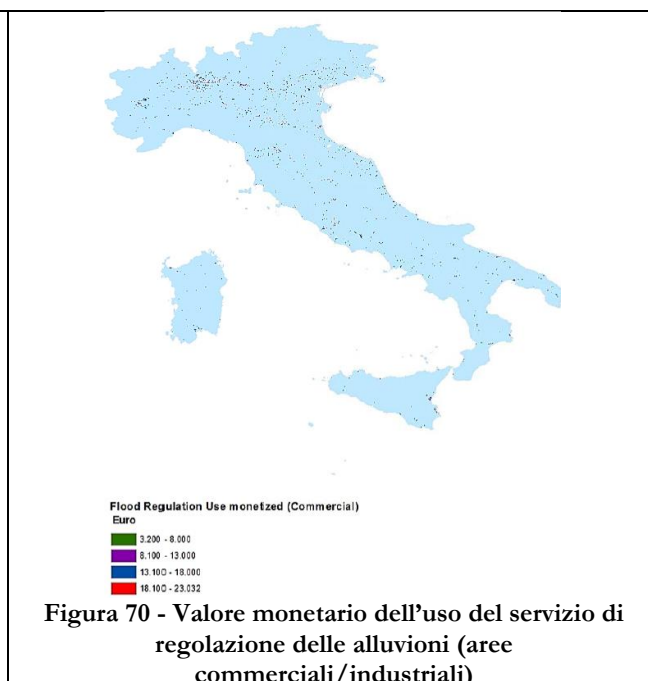 Flood Regulation Use monetized (Commercial)
Euro
3.200 - 8.000
8.100 - 13.000
13.100 - 18.000
18.100 - 23.032
Figura 70 - Valore monetario dell’uso del servizio di
regolazione delle alluvioni (aree
commerciali/industriali)